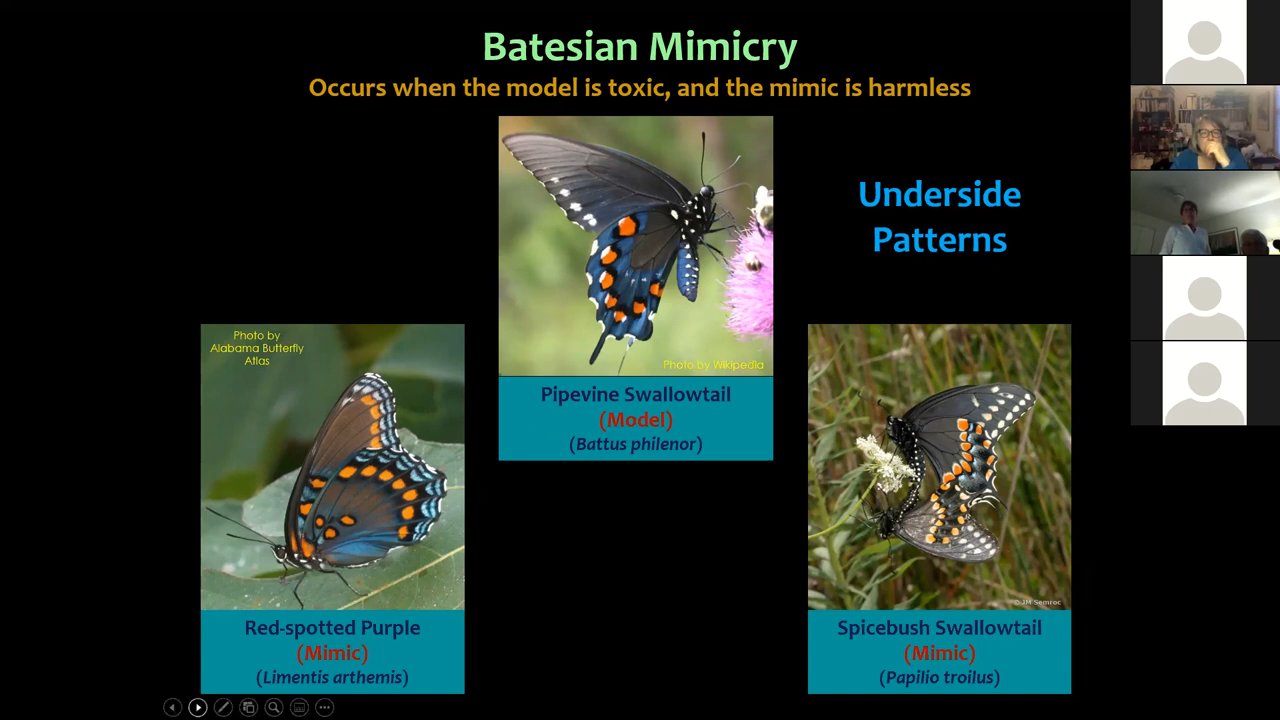 Batesian Mimicry
Occurs when the model is toxic, and the mimic is harmless
Underside
Patterns
Photo by Wikipedia
Pipevine Swallowtail
(Model)
(Battus philenor)
Photo by
Alabama Butterfly
Atlas
Red-spotted Purple
(Mimic)
(Limentis arthemis)
© JM Semroc
Spicebush Swallowtail
(Mimic)
(Papilio troilus)